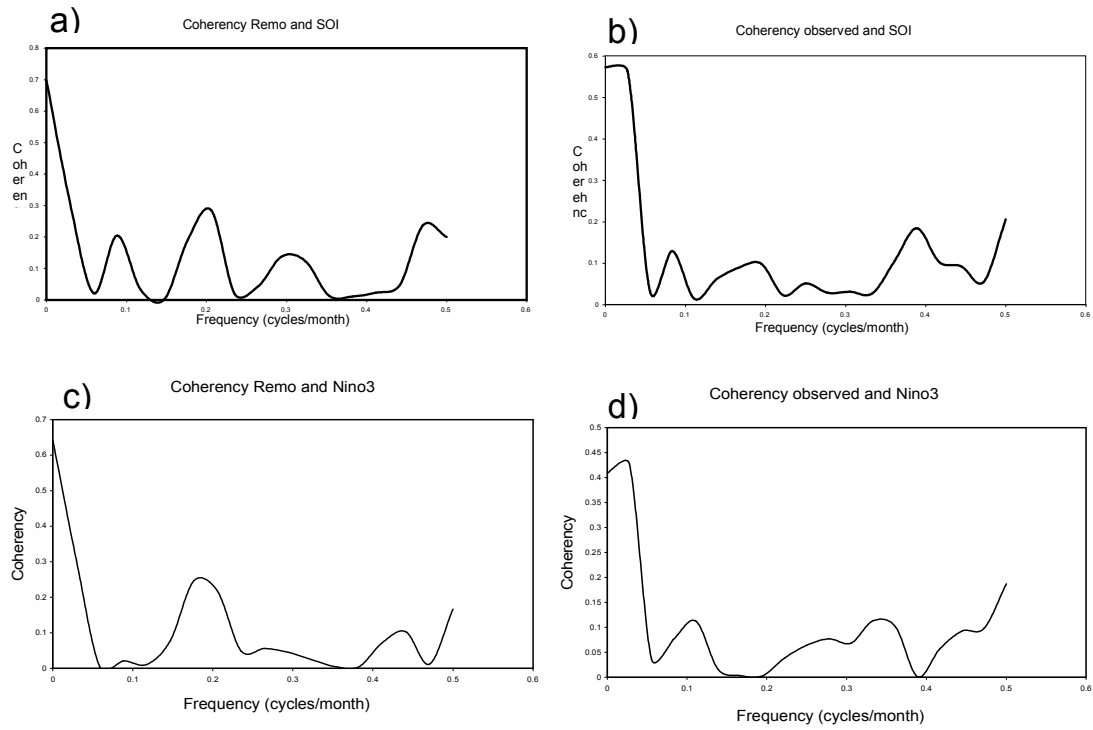 a)
Coherency Remo and SOI
0.8
0.7
0.6
0.5
0.4
0.3
0.2
0.1
0
C
oh
er
en
0 0.1 0.2 0.3 0.4 0.5 0.6
Frequency (cycles/month)
b)
Coherency observed and SOI
0.6
0.5
0.4
0.3
0.2
0.1
0
C
oh
er
eh
nc
0 0.1 0.2 0.3 0.4 0.5 0.6
Frequency (cycles/month)
c)
Coherency Remo and Nino3
0.7
0.6
0.5
0.4
0.3
0.2
0.1
0
Coherency
0 0.1 0.2 0.3 0.4 0.5 0.6
Frequency (cycles/month)
d)
Coherency observed and Nino3
0.5
0.45
0.4
0.35
0.3
0.25
0.2
0.15
0.1
0.05
0
Coherency
0 0.1 0.2 0.3 0.4 0.5 0.6
Frequency (cycles/month)